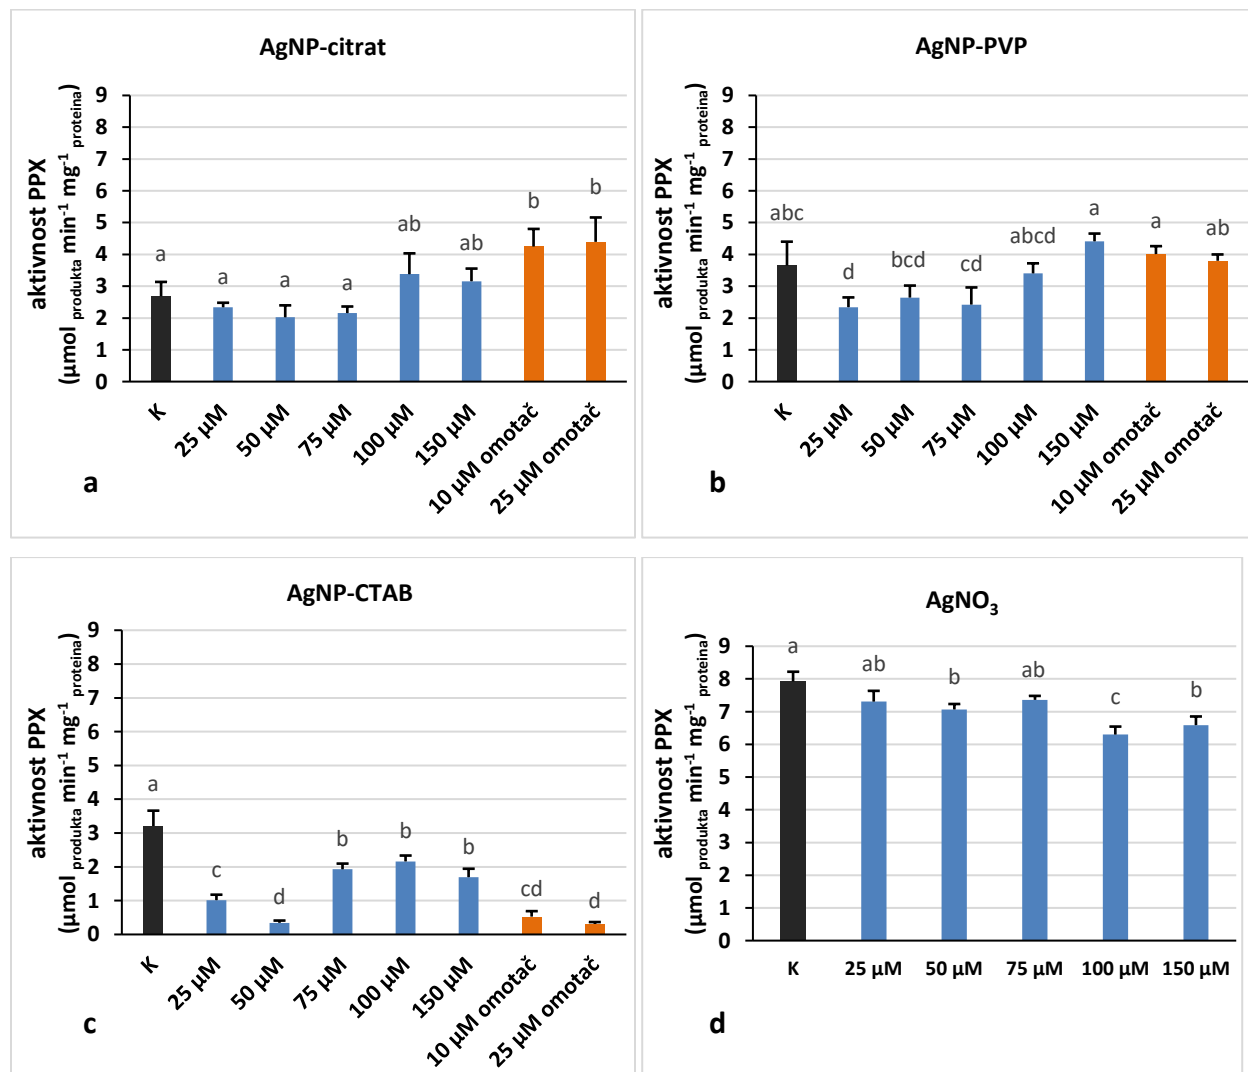 AgNP-citrat
aktivnost PPX
(µmol produkta min-1 mg-1 proteina)
9
8
7
6
5
4
3
2
1
0
a
a
a
a
ab
ab
b
b
K
25 µM
50 µM
75 µM
100 µM
150 µM
10 µM omotač
25 µM omotač
a
AgNP-PVP
aktivnost PPX
(µmol produkta min-1 mg-1 proteina)
9
8
7
6
5
4
3
2
1
0
abc
d
bcd
cd
abcd
a
a
ab
K
25 µM
50 µM
75 µM
100 µM
150 µM
10 µM omotač
25 µM omotač
b
AgNP-CTAB
aktivnost PPX
(µmol produkta min-1 mg-1 proteina)
9
8
7
6
5
4
3
2
1
0
a
c
d
b
b
b
cd
d
K
25 µM
50 µM
75 µM
100 µM
150 µM
10 µM omotač
25 µM omotač
c
AgNO3
aktivnost PPX
(µmol produkta min-1 mg-1 proteina)
9
8
7
6
5
4
3
2
1
0
a
ab
b
ab
c
b
K
25 µM
50 µM
75 µM
100 µM
150 µM
d